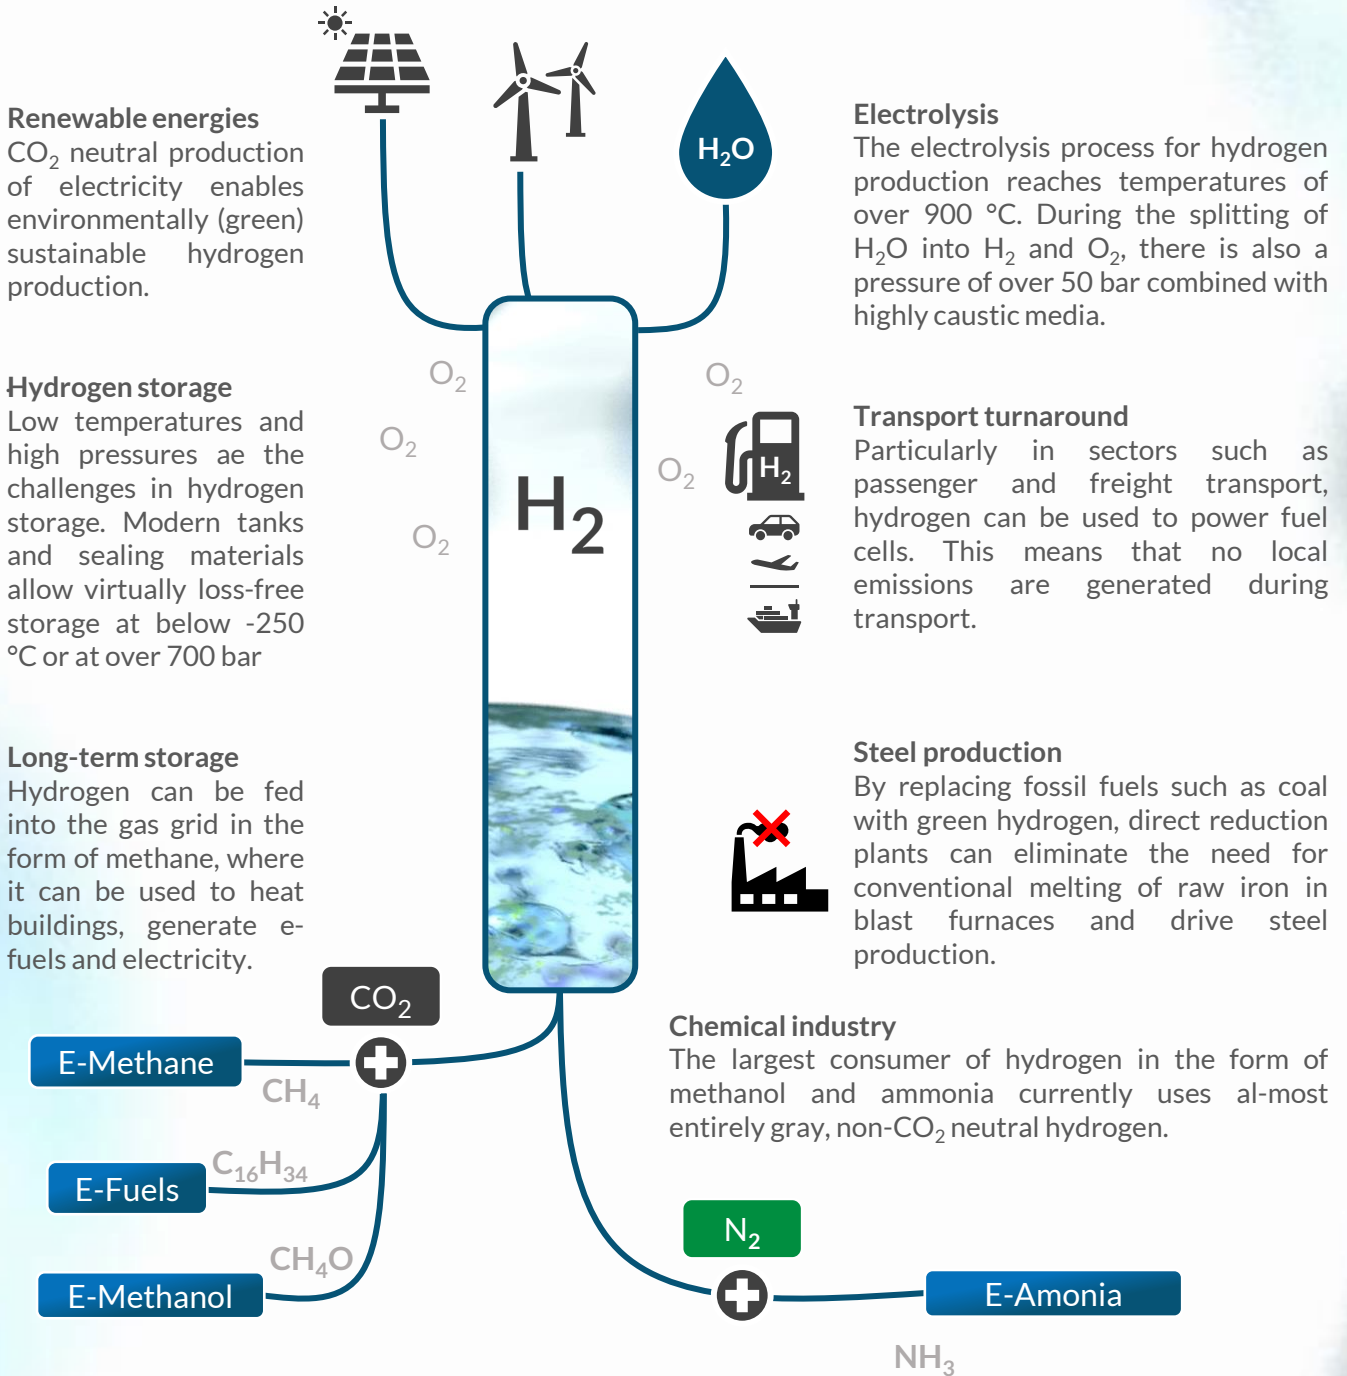 H₂O
Renewable energies
CO₂ neutral production
of electricity enables
environmentally (green)
sustainable hydrogen
production.
Electrolysis
The electrolysis process for hydrogen
production reaches temperatures of
over 900 °C. During the splitting of
H₂O into H₂ and O₂, there is also a
pressure of over 50 bar combined with
highly caustic media.
Hydrogen storage
Low temperatures and
high pressures ae the
challenges in hydrogen
storage. Modern tanks
and sealing materials
allow virtually loss-free
storage at below -250
°C or at over 700 bar
O₂
O₂
O₂
H₂
O₂
O₂
H₂
Transport turnaround
Particularly in sectors such as
passenger and freight transport,
hydrogen can be used to power fuel
cells. This means that no local
emissions are generated during
transport.
Long-term storage
Hydrogen can be fed
into the gas grid in the
form of methane, where
it can be used to heat
buildings, generate e-
fuels and electricity.
Steel production
By replacing fossil fuels such as coal
with green hydrogen, direct reduction
plants can eliminate the need for
conventional melting of raw iron in
blast furnaces and drive steel
production.
CO₂
E-Methane
CH₄
C₁₆H₃₄
E-Fuels
CH₄O
E-Methanol
Chemical industry
The largest consumer of hydrogen in the form of
methanol and ammonia currently uses al-most
entirely gray, non-CO₂ neutral hydrogen.
N₂
E-Amonia
NH₃